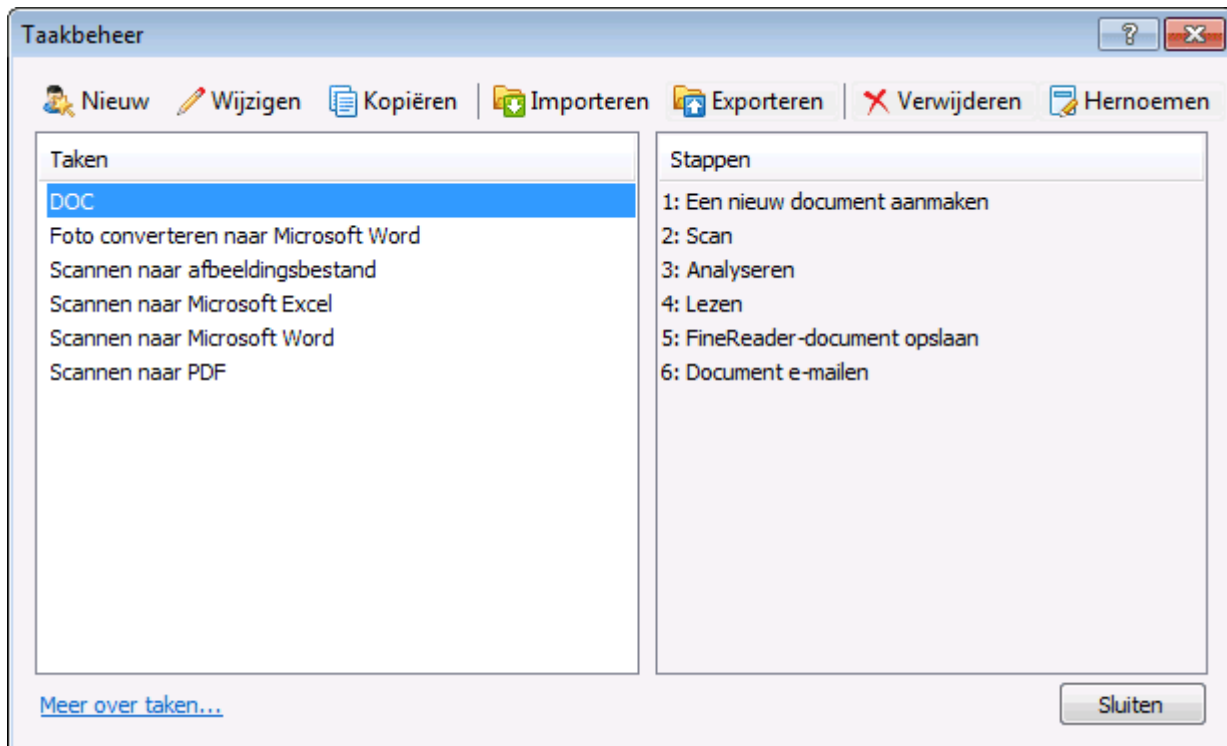 Taakbeheer
Nieuw Wijzigen Kopiëren Importeren Exporteren Verwijderen Hernoemen
Taken
DOC
Foto converteren naar Microsoft Word
Scannen naar afbeeldingsbestand
Scannen naar Microsoft Excel
Scannen naar Microsoft Word
Scannen naar PDF
Stappen
1: Een nieuw document aanmaken
2: Scan
3: Analyseren
4: Lezen
5: FineReader-document opslaan
6: Document e-mailen
Meer over taken...
Sluiten